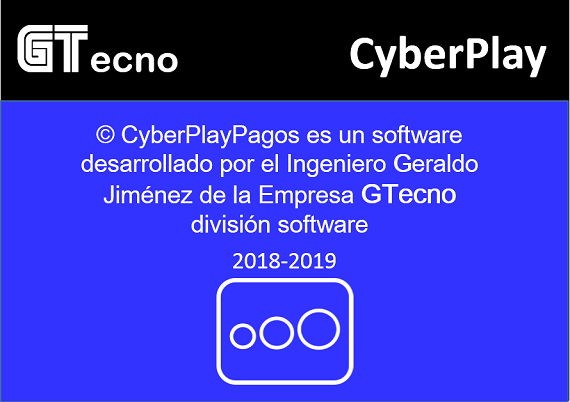 GTecno
CyberPlay
© CyberPlayPagos es un software
desarrollado por el Ingeniero Geraldo
Jiménez de la Empresa GTecno
división software
2018-2019